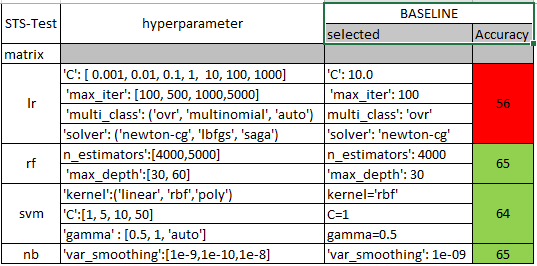 STS-Test hyperparameter BASELINE
selected Accuracy
matrix
lr 'C': [ 0.001, 0.01, 0.1, 1, 10, 100, 1000] 'C': 10.0 56
'max_iter': [100, 500, 1000,5000] 'max_iter': 100
'multi_class': ('ovr', 'multinomial', 'auto') multi_class': 'ovr'
'solver': ('newton-cg', 'lbfgs', 'saga') 'solver': 'newton-cg'
rf n_estimators':[4000,5000] n_estimators': 4000 65
'max_depth':[30, 60] 'max_depth': 30
svm 'kernel':('linear', 'rbf','poly') kernel='rbf' 64
'C':[1, 5, 10, 50] C=1
'gamma' : [0.5, 1, 'auto'] gamma=0.5
nb 'var_smoothing':[1e-9,1e-10,1e-8] 'var_smoothing': 1e-09 65